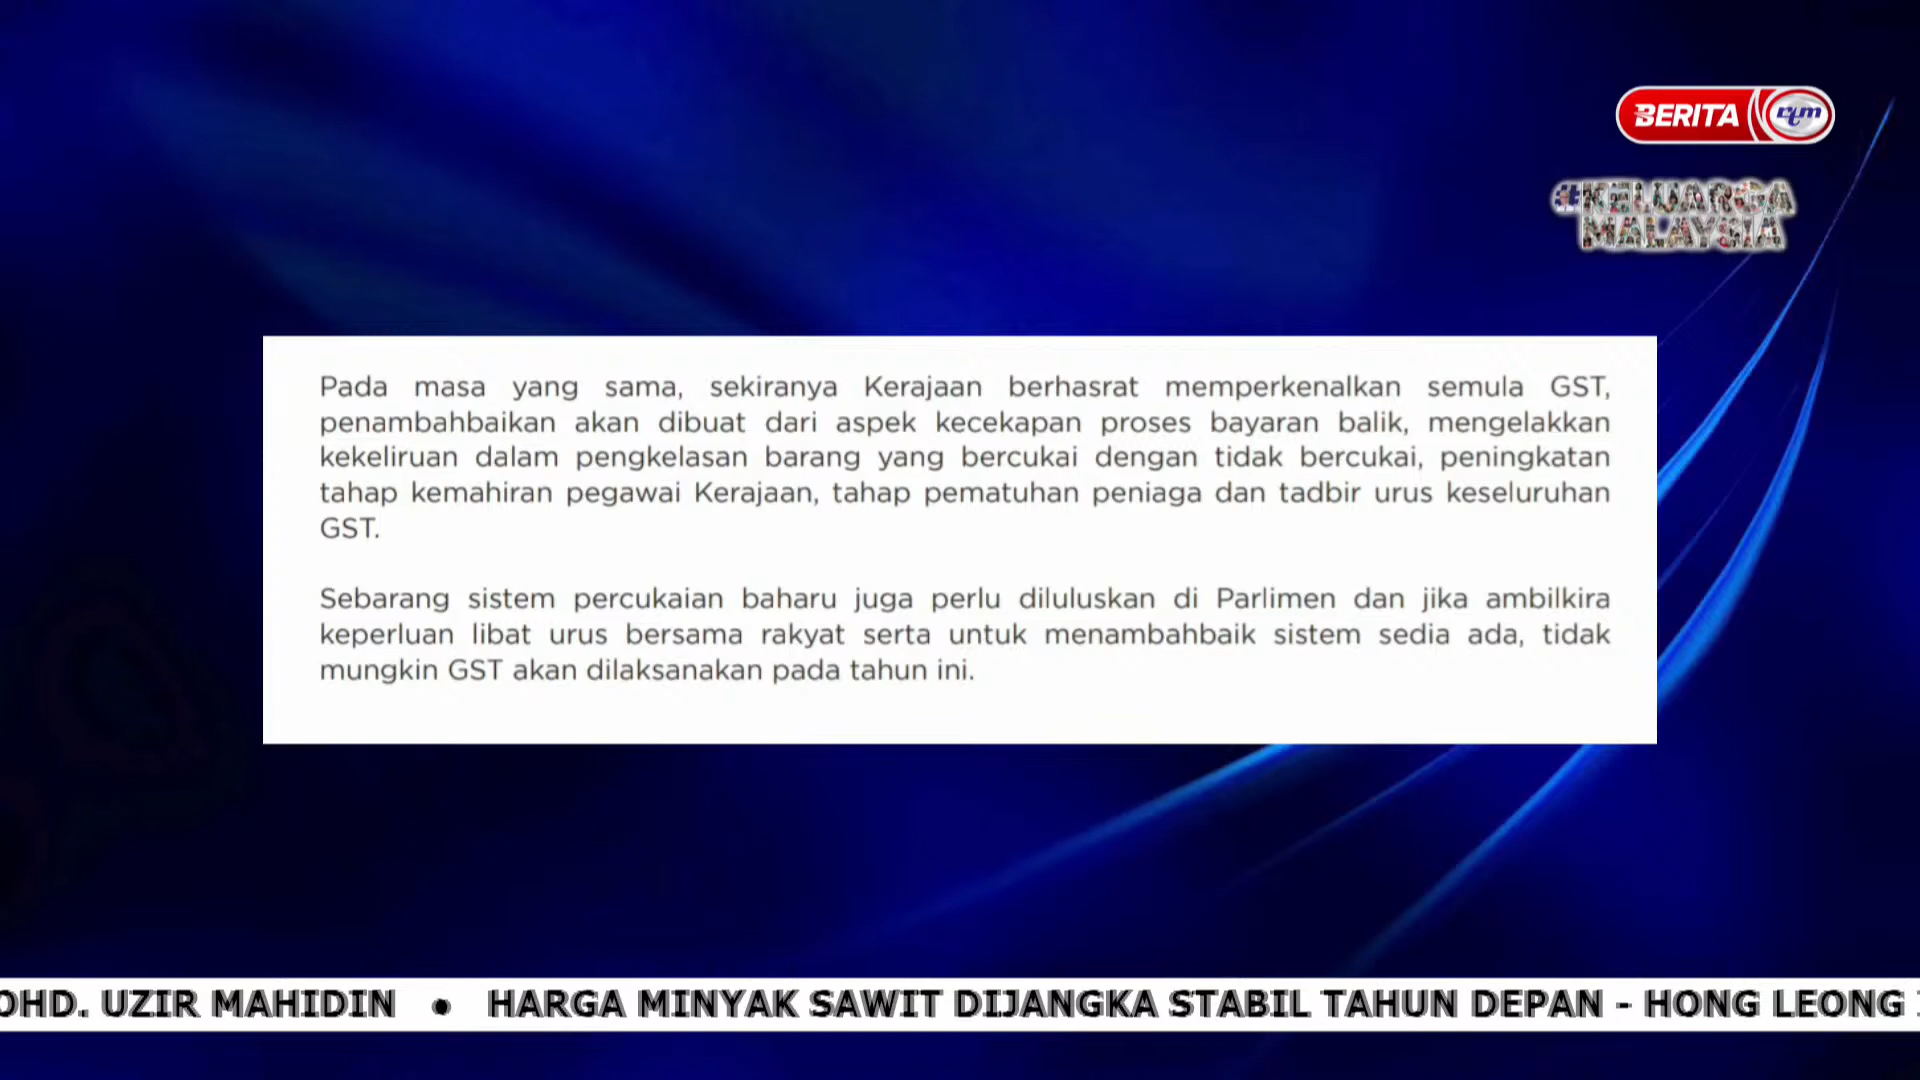 BERITA rtm
#KELUARGA
MALAYSIA
Pada masa yang sama, sekiranya Kerajaan berhasrat memperkenalkan semula GST,
penambahbaikan akan dibuat dari aspek kecekapan proses bayaran balik, mengelakkan
kekeliruan dalam pengkelasan barang yang bercukai dengan tidak bercukai, peningkatan
tahap kemahiran pegawai Kerajaan, tahap pematuhan peniaga dan tadbir urus keseluruhan
GST.
Sebarang sistem percukaian baharu juga perlu diluluskan di Parlimen dan jika ambilkira
keperluan libat urus bersama rakyat serta untuk menambahbaik sistem sedia ada, tidak
mungkin GST akan dilaksanakan pada tahun ini.
OHD. UZIR MAHIDIN • HARGA MINYAK SAWIT DIJANGKA STABIL TAHUN DEPAN - HONG LEONG